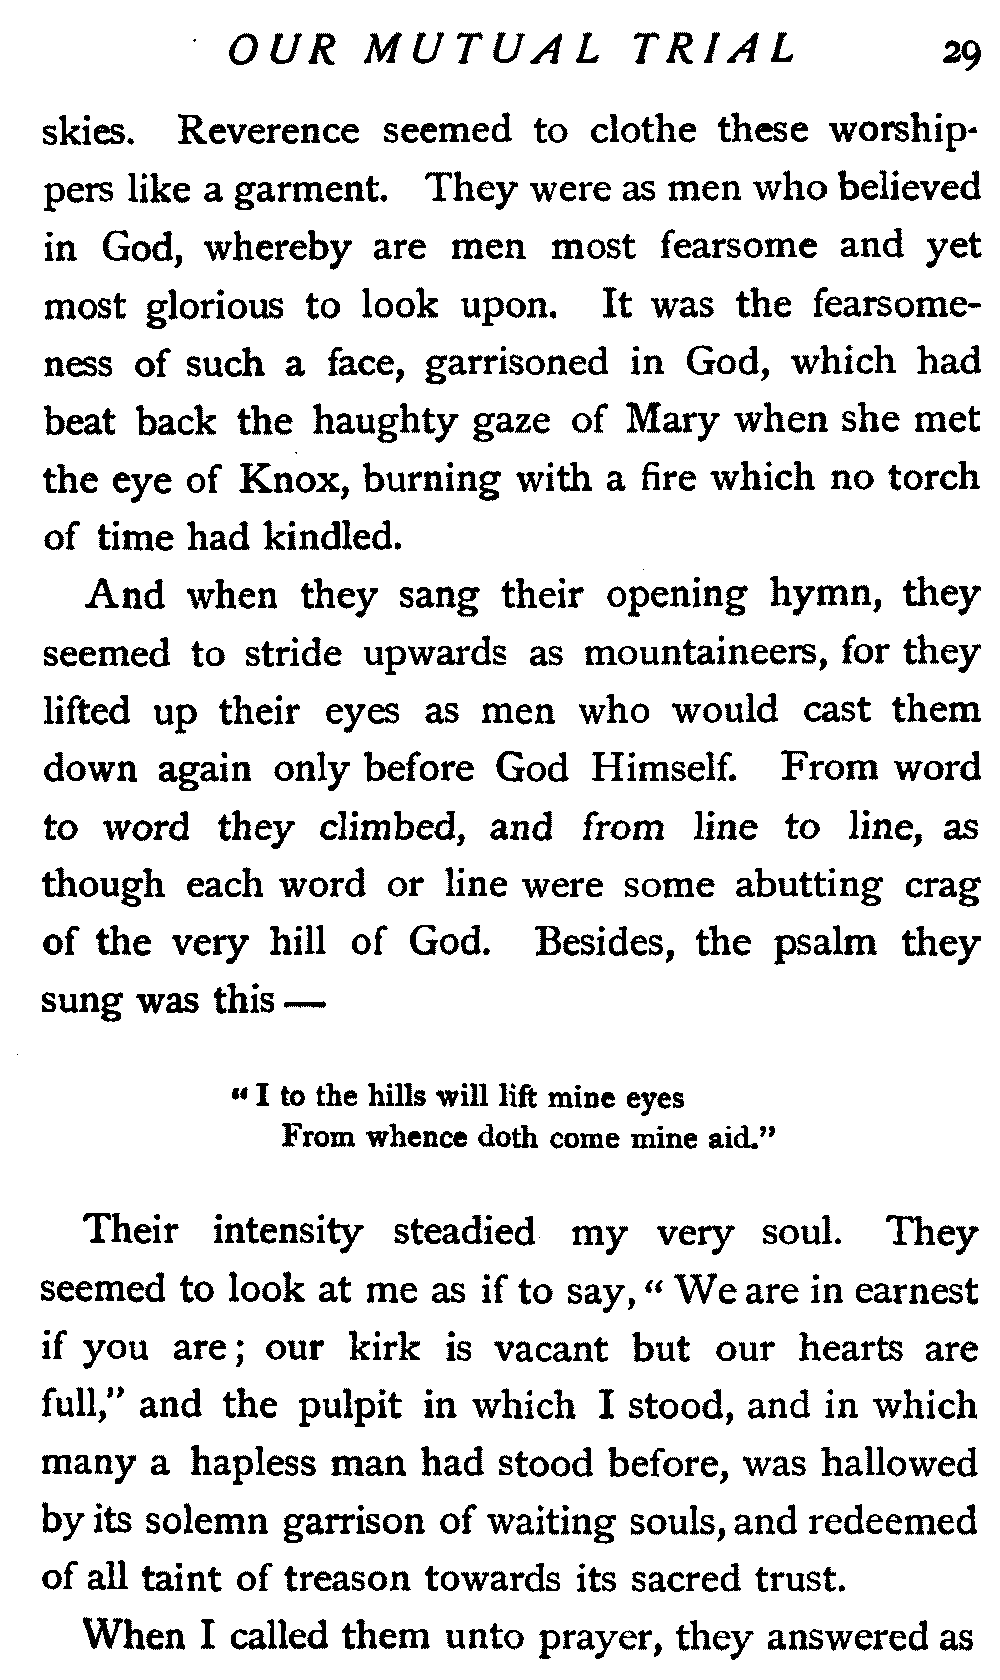 OUR MUTUAL TRIAL 29
skies. Reverence seemed to clothe these worship-
pers like a garment. They were as men who believed
in God, whereby are men most fearsome and yet
most glorious to look upon. It was the fearsome-
ness of such a face, garrisoned in God, which had
beat back the haughty gaze of Mary when she met
the eye of Knox, burning with a fire which no torch
of time had kindled.
And when they sang their opening hymn, they
seemed to stride upwards as mountaineers, for they
lifted up their eyes as men who would cast them
down again only before God Himself. From word
to word they climbed, and from line to line, as
though each word or line were some abutting crag
of the very hill of God. Besides, the psalm they
sung was this —
“I to the hills will lift mine eyes
From whence doth come mine aid.”
Their intensity steadied my very soul. They
seemed to look at me as if to say, “We are in earnest
if you are; our kirk is vacant but our hearts are
full,” and the pulpit in which I stood, and in which
many a hapless man had stood before, was hallowed
by its solemn garrison of waiting souls, and redeemed
of all taint of treason towards its sacred trust.
When I called them unto prayer, they answered as